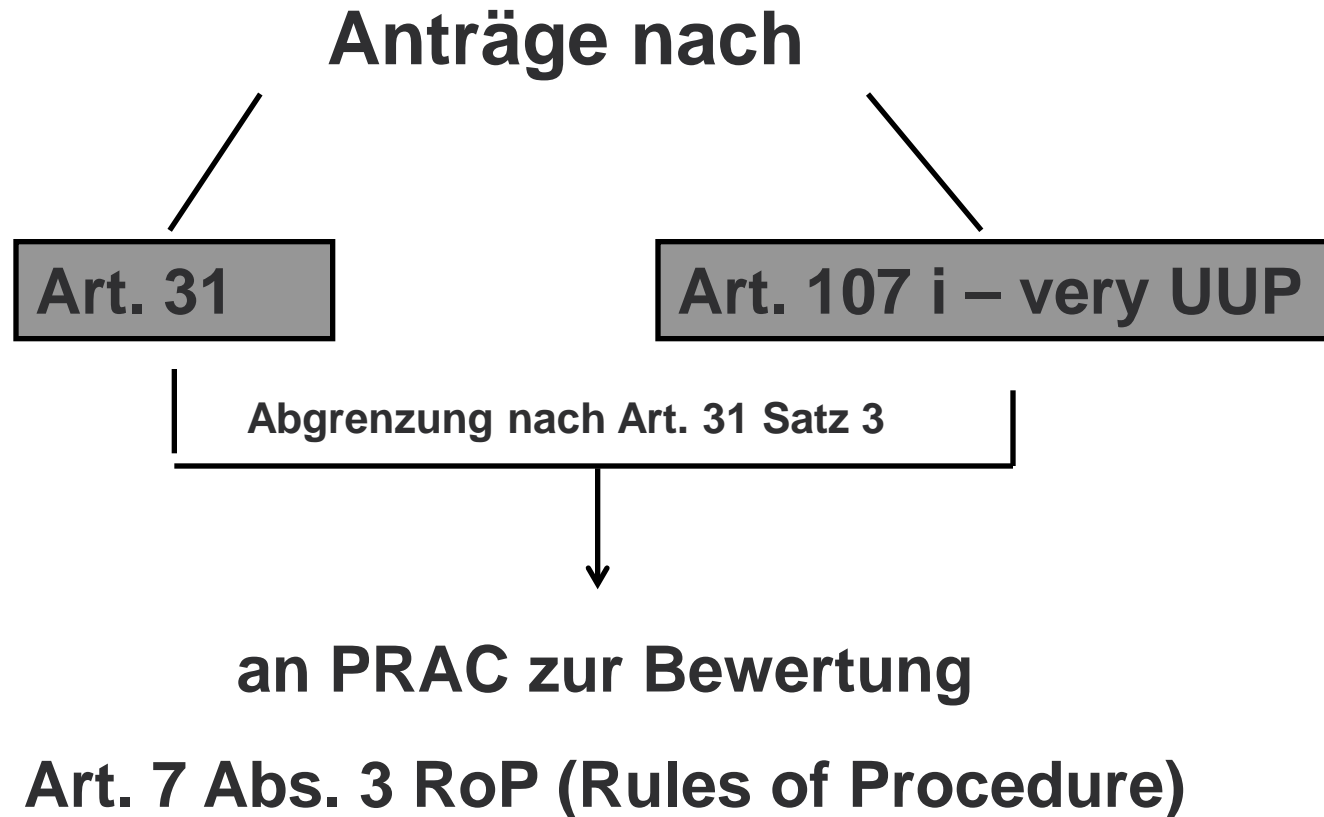 Anträge nach
Art. 31
Art. 107 i – very UUP
Abgrenzung nach Art. 31 Satz 3
an PRAC zur Bewertung
Art. 7 Abs. 3 RoP (Rules of Procedure)